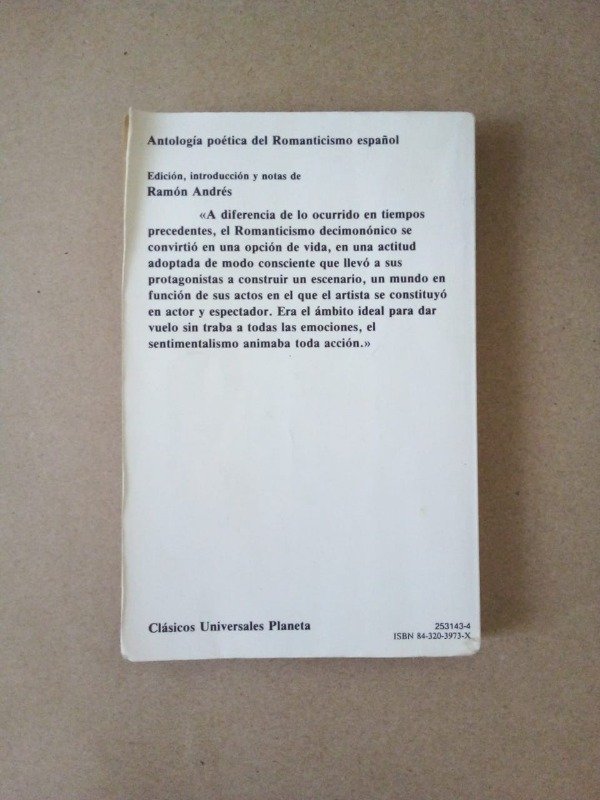 Antología poética del Romanticismo español
Edición, introducción y notas de
Ramón Andrés
«A diferencia de lo ocurrido en tiempos
precedentes, el Romanticismo decimonónico se
convirtió en una opción de vida, en una actitud
adoptada de modo consciente que llevó a sus
protagonistas a construir un escenario, un mundo en
función de sus actos en el que el artista se constituyó
en actor y espectador. Era el ámbito ideal para dar
vuelo sin traba a todas las emociones, el
sentimentalismo animaba toda acción.»
Clásicos Universales Planeta
253143-4
ISBN 84-320-3973-X